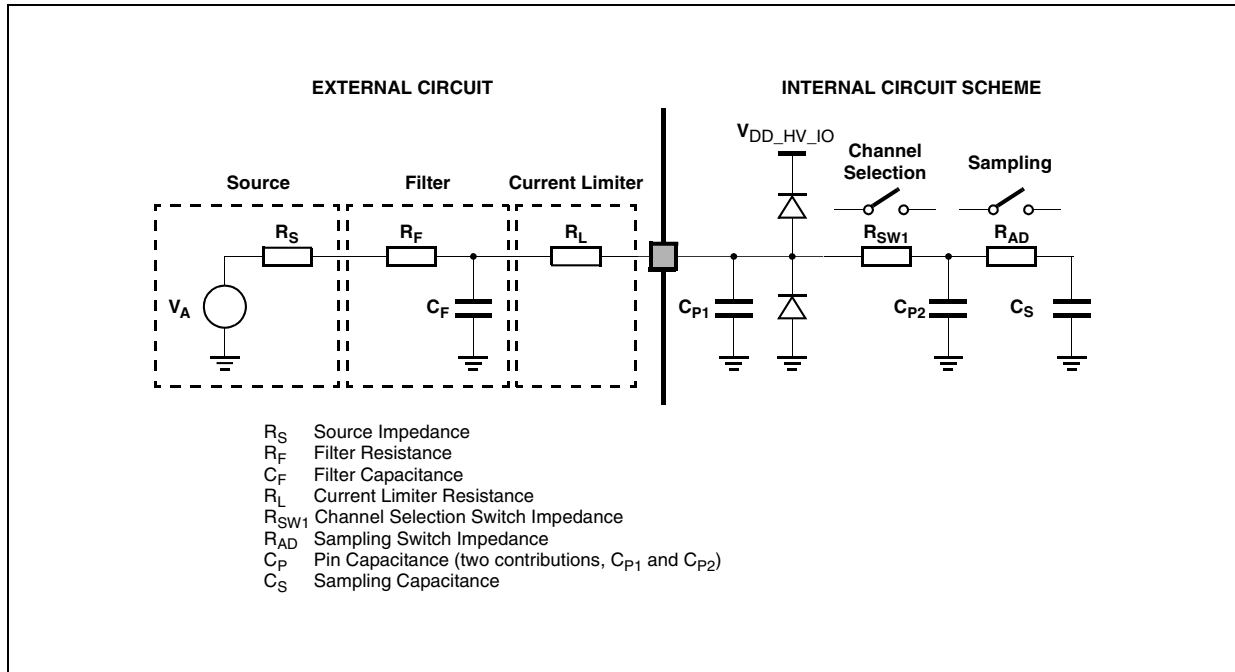 EXTERNAL CIRCUIT
INTERNAL CIRCUIT SCHEME
VDD_HV_IO
Channel
Selection
Sampling
Source
Filter
Current Limiter
RS
RF
RL
RSW1
RAD
VA
CF
CP1
CP2
CS
RS Source Impedance
RF Filter Resistance
CF Filter Capacitance
RL Current Limiter Resistance
RSW1 Channel Selection Switch Impedance
RAD Sampling Switch Impedance
CP Pin Capacitance (two contributions, CP1 and CP2)
CS Sampling Capacitance